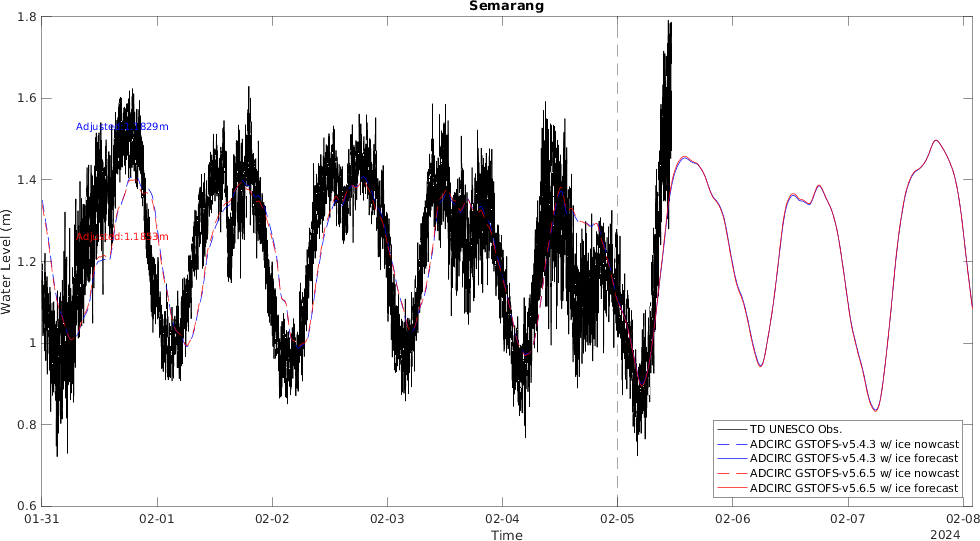 Semarang
Water Level (m)
1.8
1.6
1.4
1.2
1
0.8
0.6
Adjusted:1.1829m
TD UNESCO Obs.
ADCIRC GSTOFS-v5.4.3 w/ ice nowcast
ADCIRC GSTOFS-v5.4.3 w/ ice forecast
ADCIRC GSTOFS-v5.6.5 w/ ice nowcast
ADCIRC GSTOFS-v5.6.5 w/ ice forecast
01-31
02-01
02-02
02-03
02-04
02-05
02-06
02-07
02-08
Time
2024